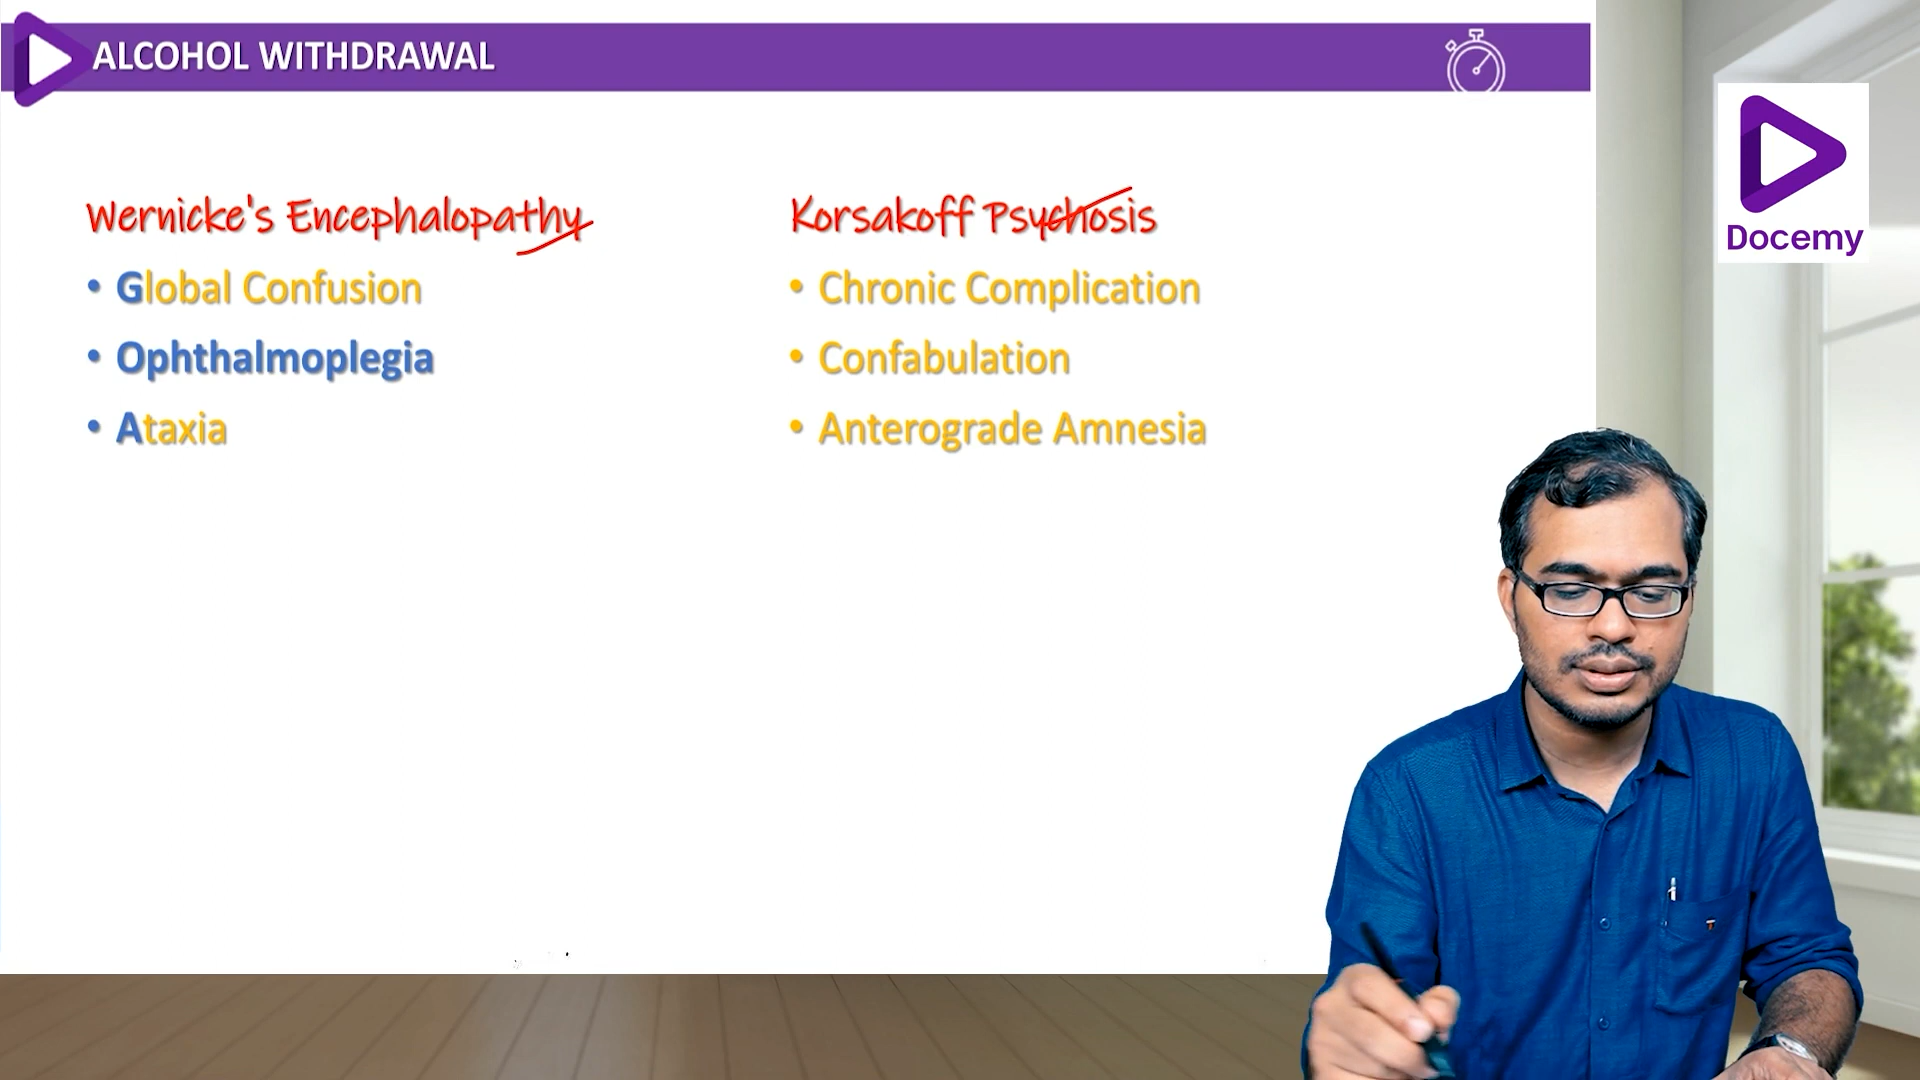 ALCOHOL WITHDRAWAL
Wernicke's Encephalopathy
• Global Confusion
• Ophthalmoplegia
• Ataxia
Korsakoff Psychosis
• Chronic Complication
• Confabulation
• Anterograde Amnesia
Docemy